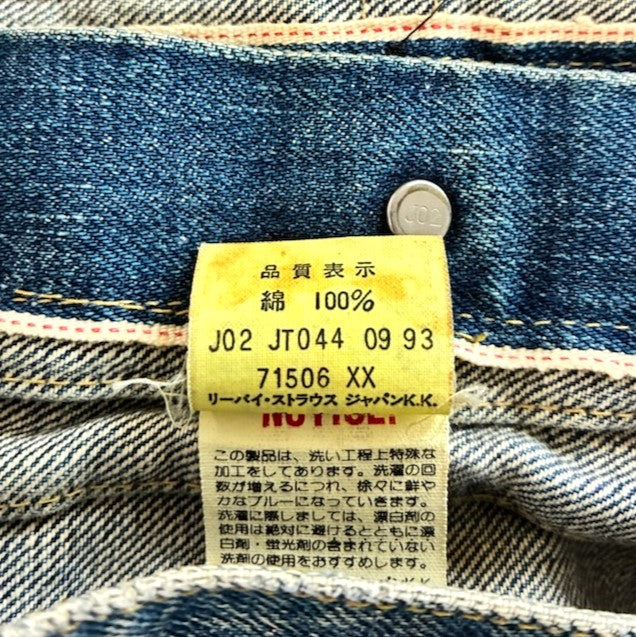 J02
品質表示
綿 100%
J02 JT044 09 93
71506 XX
リーバイ・ストラウス ジャパンK.K.
NOTICE!
この製品は、洗い工程上特殊な
加工をしてあります。洗濯の回
数が増えるにつれ、徐々に鮮や
かなブルーになっていきます。
洗濯に際しましては、漂白剤の
使用は絶対に避けるとともに漂
白剤・蛍光剤の含まれていない
洗剤の使用をおすすめします。
K.K.